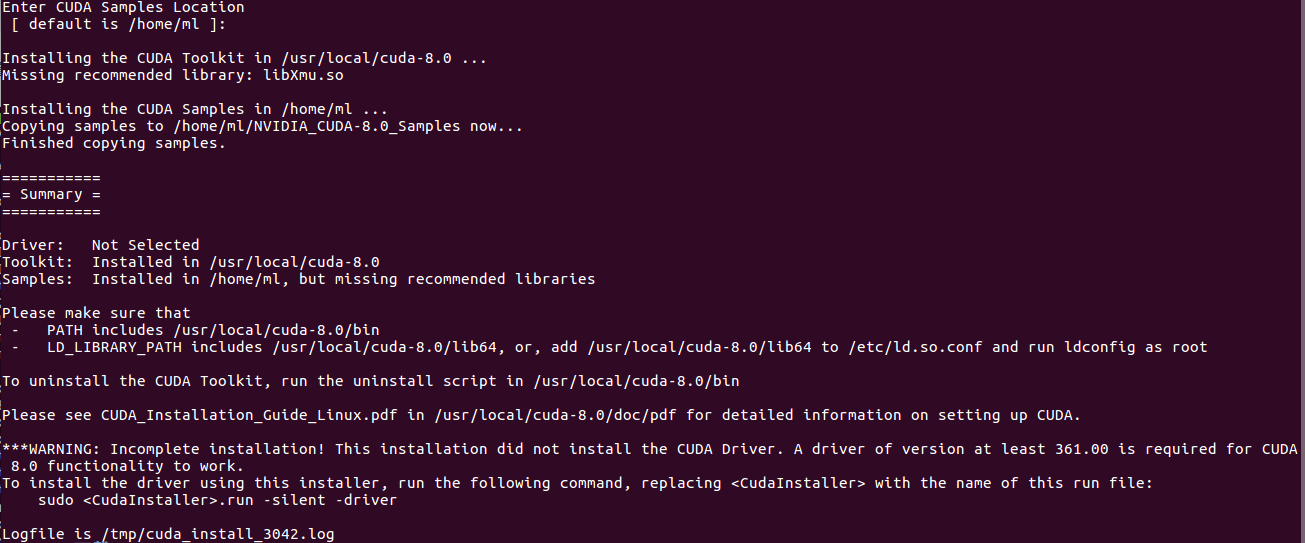 Enter CUDA Samples Location
[ default is /home/ml ]:
Installing the CUDA Toolkit in /usr/local/cuda-8.0 ...
Missing recommended library: libXmu.so
Installing the CUDA Samples in /home/ml ...
Copying samples to /home/ml/NVIDIA_CUDA-8.0_Samples now...
Finished copying samples.
===========
= Summary =
===========
Driver:   Not Selected
Toolkit:  Installed in /usr/local/cuda-8.0
Samples:  Installed in /home/ml, but missing recommended libraries
Please make sure that
-   PATH includes /usr/local/cuda-8.0/bin
-   LD_LIBRARY_PATH includes /usr/local/cuda-8.0/lib64, or, add /usr/local/cuda-8.0/lib64 to /etc/ld.so.conf and run ldconfig as root
To uninstall the CUDA Toolkit, run the uninstall script in /usr/local/cuda-8.0/bin
Please see CUDA_Installation_Guide_Linux.pdf in /usr/local/cuda-8.0/doc/pdf for detailed information on setting up CUDA.
***WARNING: Incomplete installation! This installation did not install the CUDA Driver. A driver of version at least 361.00 is required for CUDA
8.0 functionality to work.
To install the driver using this installer, run the following command, replacing <CudaInstaller> with the name of this run file:
sudo <CudaInstaller>.run -silent -driver
Logfile is /tmp/cuda_install_3042.log